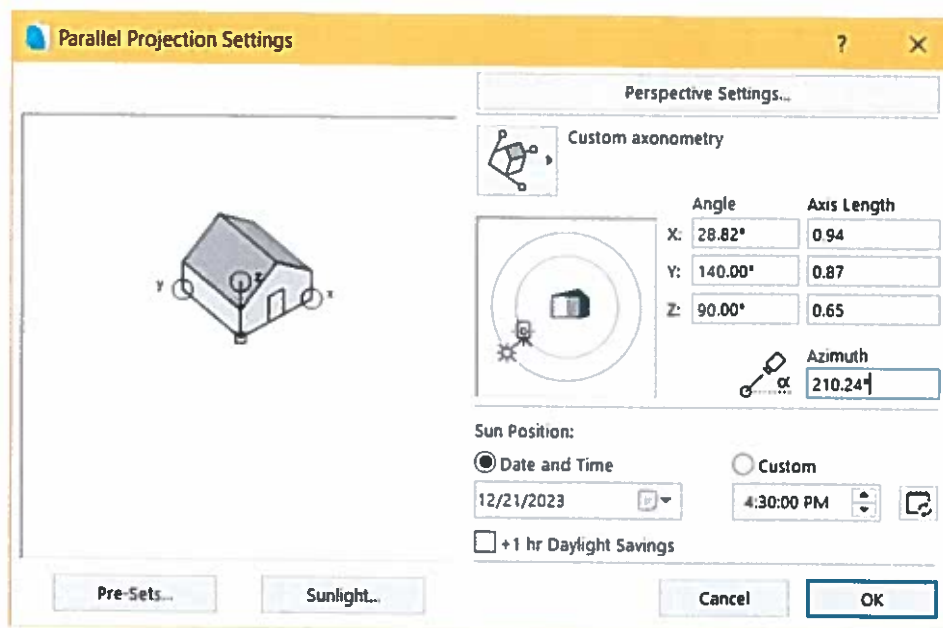 Parallel Projection Settings ? ×
Perspective Settings...
Custom axonometry
Angle Axis Length
X: 28.82° 0.94
Y: 140.00° 0.87
Z: 90.00° 0.65
y z x
Azimuth
α 210.24°
Sun Position:
Date and Time Custom
12/21/2023 4:30:00 PM
+1 hr Daylight Savings
Pre-Sets... Sunlight... Cancel OK